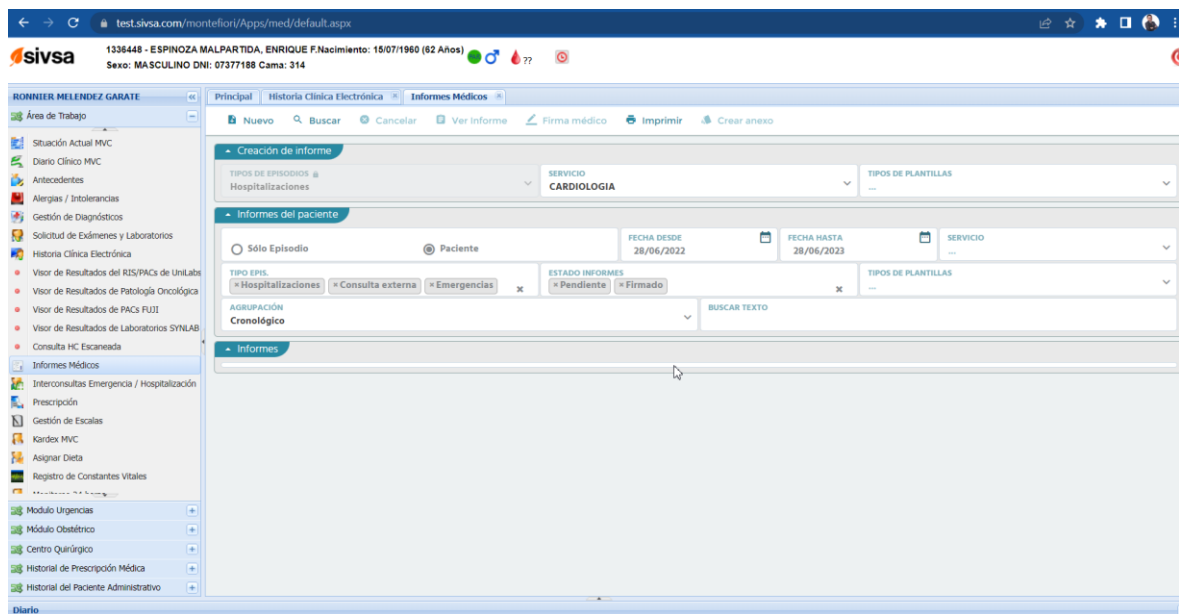 test.sivsa.com/montefiori/Apps/med/default.aspx
sivsa
1336448 - ESPINOZA MALPARTIDA, ENRIQUE F.Nacimiento: 15/07/1960 (62 Años)
Sexo: MASCULINO DNI: 07377188 Cama: 314
??
RONNIER MELENDEZ GARATE
Área de Trabajo
Situación Actual MVC
Diario Clínico MVC
Antecedentes
Alergias / Intolerancias
Gestión de Diagnósticos
Solicitud de Exámenes y Laboratorios
Historia Clínica Electrónica
Visor de Resultados del RIS/PACs de UniLabs
Visor de Resultados de Patología Oncológica
Visor de Resultados de PACs FUJI
Visor de Resultados de Laboratorios SYNLAB
Consulta HC Escaneada
Informes Médicos
Interconsultas Emergencia / Hospitalización
Prescripción
Gestión de Escalas
Kardex MVC
Asignar Dieta
Registro de Constantes Vitales
Modulo Urgencias
Módulo Obstétrico
Centro Quirúrgico
Historial de Prescripción Médica
Historial del Paciente Administrativo
Diario
Principal Historia Clínica Electrónica Informes Médicos
Nuevo Buscar Cancelar Ver Informe Firma médico Imprimir Crear anexo
Creación de informe
TIPOS DE EPISODIOS SERVICIO TIPOS DE PLANTILLAS
Hospitalizaciones CARDIOLOGIA ...
Informes del paciente
Sólo Episodio Paciente
FECHA DESDE FECHA HASTA SERVICIO
28/06/2022 28/06/2023 ...
TIPO EPIS. ESTADO INFORMES TIPOS DE PLANTILLAS
×Hospitalizaciones ×Consulta externa ×Emergencias × ×Pendiente ×Firmado × ...
AGRUPACIÓN BUSCAR TEXTO
Cronológico
Informes